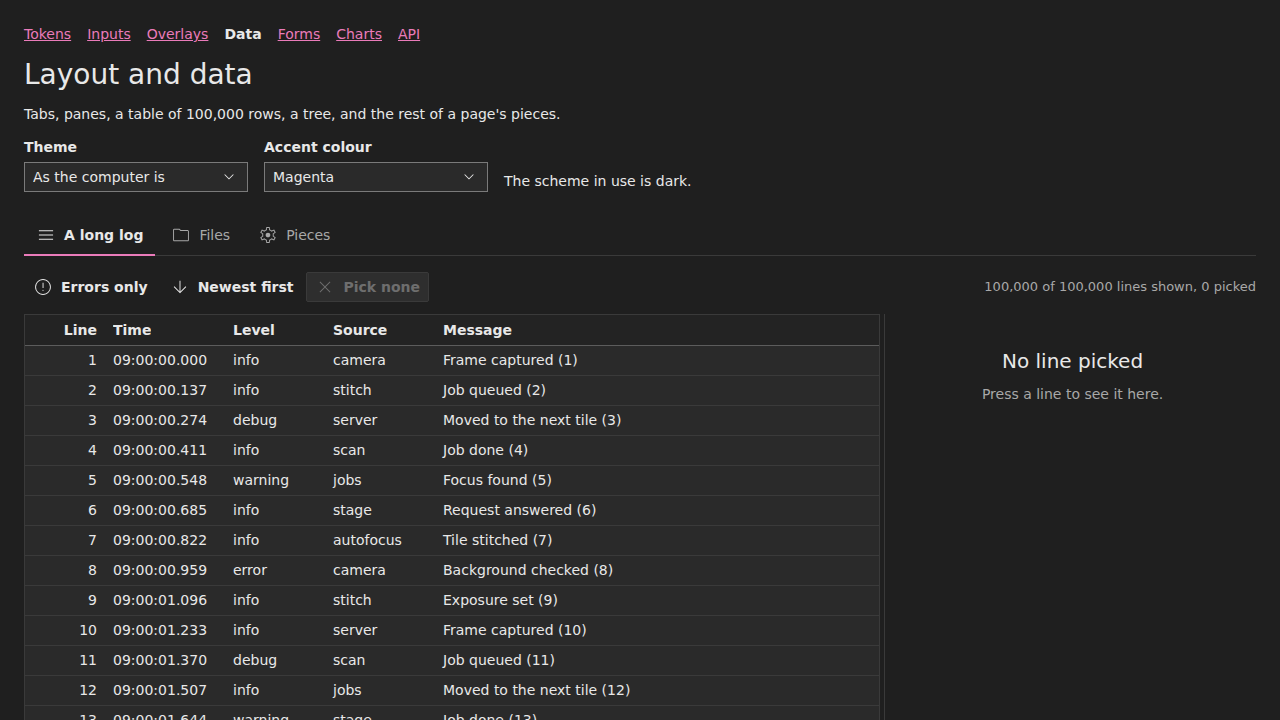 Tokens Inputs Overlays Data Forms Charts API
Layout and data
Tabs, panes, a table of 100,000 rows, a tree, and the rest of a page's pieces.
Theme Accent colour
As the computer is Magenta The scheme in use is dark.
A long log Files Pieces
Errors only Newest first Pick none 100,000 of 100,000 lines shown, 0 picked
Line Time Level Source Message
1 09:00:00.000 info camera Frame captured (1)
2 09:00:00.137 info stitch Job queued (2)
3 09:00:00.274 debug server Moved to the next tile (3)
4 09:00:00.411 info scan Job done (4)
5 09:00:00.548 warning jobs Focus found (5)
6 09:00:00.685 info stage Request answered (6)
7 09:00:00.822 info autofocus Tile stitched (7)
8 09:00:00.959 error camera Background checked (8)
9 09:00:01.096 info stitch Exposure set (9)
10 09:00:01.233 info server Frame captured (10)
11 09:00:01.370 debug scan Job queued (11)
12 09:00:01.507 info jobs Moved to the next tile (12)
13 09:00:01.644 warning stage Job done (13)
No line picked
Press a line to see it here.